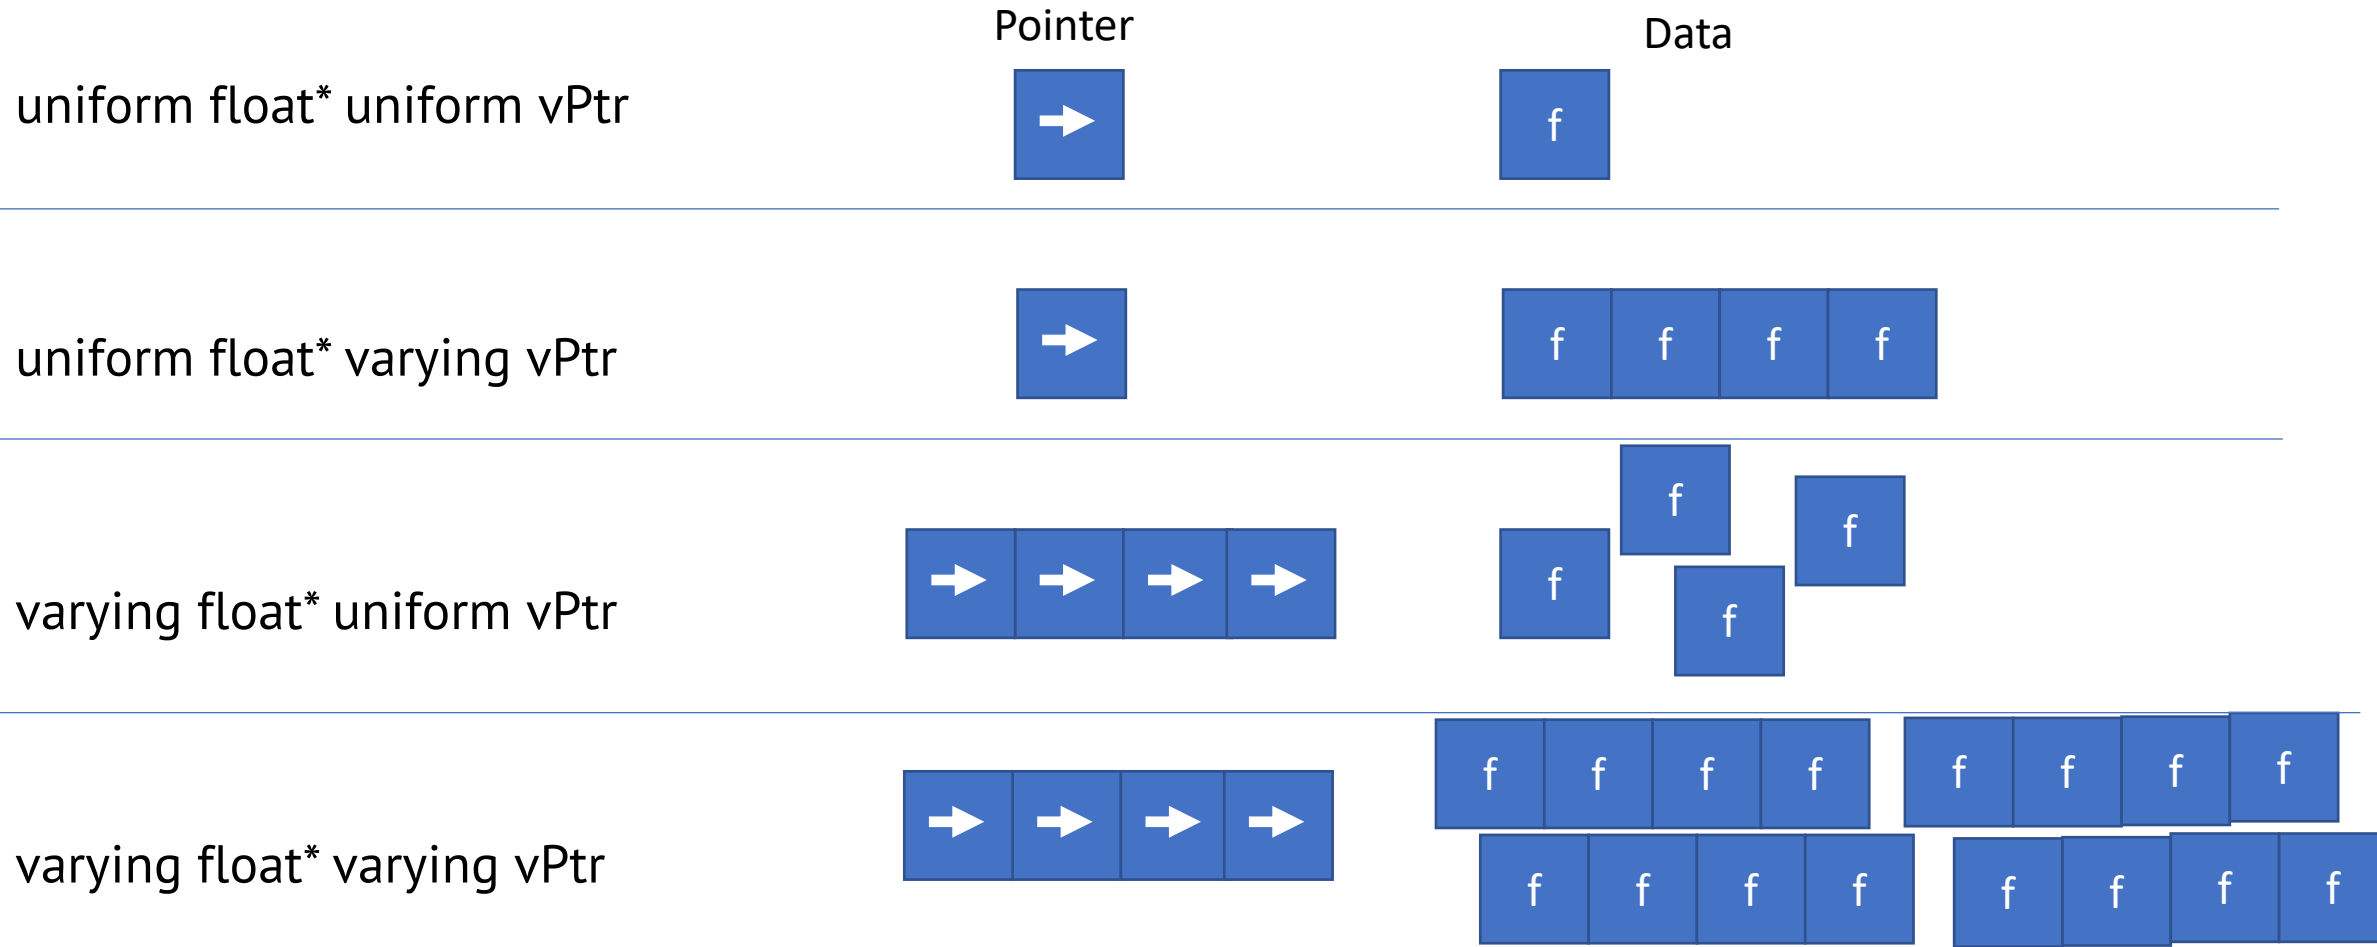 Pointer Data
uniform float* uniform vPtr
f
uniform float* varying vPtr
f f f f
varying float* uniform vPtr
f f f f
varying float* varying vPtr
f f f f f f f f
f f f f f f f f